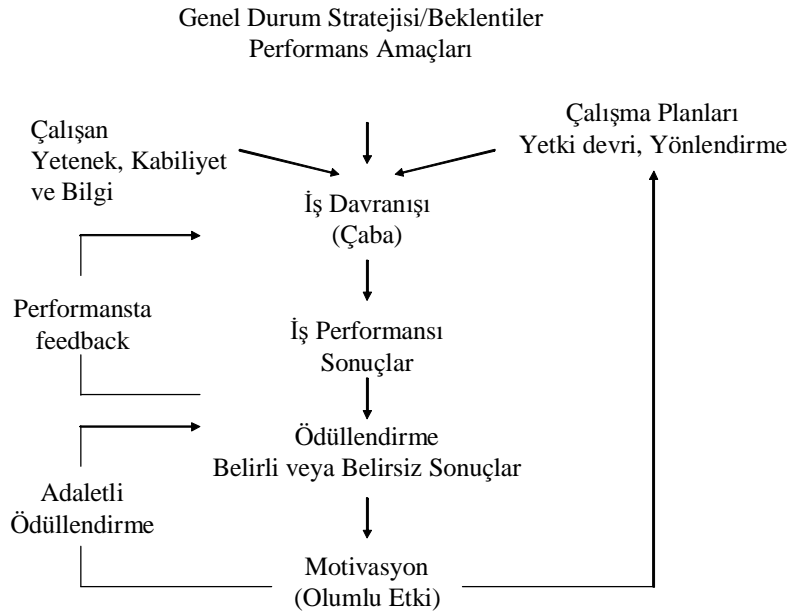 Genel Durum Stratejisi/Beklentiler
Performans Amaçları
Çalışan
Yetenek, Kabiliyet
ve Bilgi
Çalışma Planları
Yetki devri, Yönlendirme
İş Davranışı
(Çaba)
Performansta
feedback
İş Performansı
Sonuçlar
Ödüllendirme
Belirli veya Belirsiz Sonuçlar
Adaletli
Ödüllendirme
Motivasyon
(Olumlu Etki)